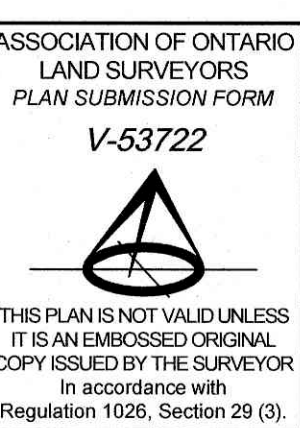 ASSOCIATION OF ONTARIO
LAND SURVEYORS
PLAN SUBMISSION FORM
V-53722
THIS PLAN IS NOT VALID UNLESS
IT IS AN EMBOSSED ORIGINAL
COPY ISSUED BY THE SURVEYOR
In accordance with
Regulation 1026, Section 29 (3).